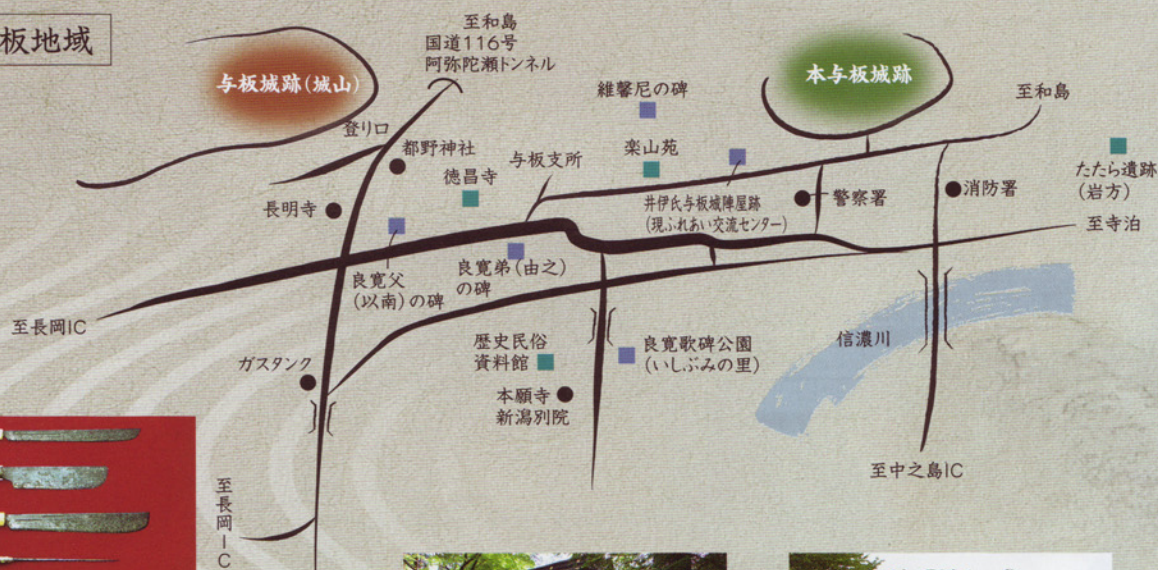 板地域
至和島
国道116号
阿弥陀瀬トンネル
与板城跡(城山)
登り口
都野神社
徳昌寺
与板支所
維馨尼の碑
楽山苑
本与板城跡
至和島
たたら遺跡
(岩方)
長明寺
井伊氏与板城陣屋跡
(現ふれあい交流センター)
警察署
消防署
至寺泊
良寛父
(以南)の碑
良寛弟(由之)
の碑
至長岡IC
ガスタンク
歴史民俗
資料館
良寛歌碑公園
(いしぶみの里)
信濃川
本願寺
新潟別院
至中之島IC
至長岡IC